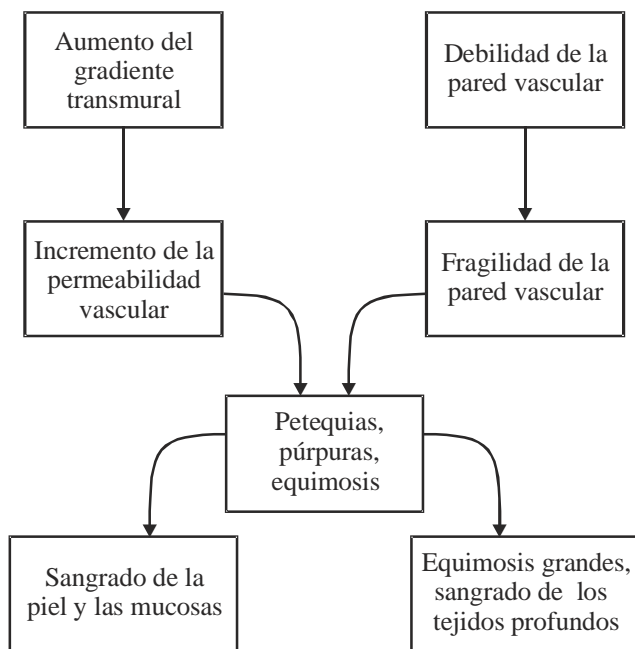 Aumento del
gradiente
transmural
Debilidad de la
pared vascular
Incremento de la
permeabilidad
vascular
Fragilidad de la
pared vascular
Petequias,
púrpuras,
equimosis
Sangrado de la
piel y las mucosas
Equimosis grandes,
sangrado de los
tejidos profundos